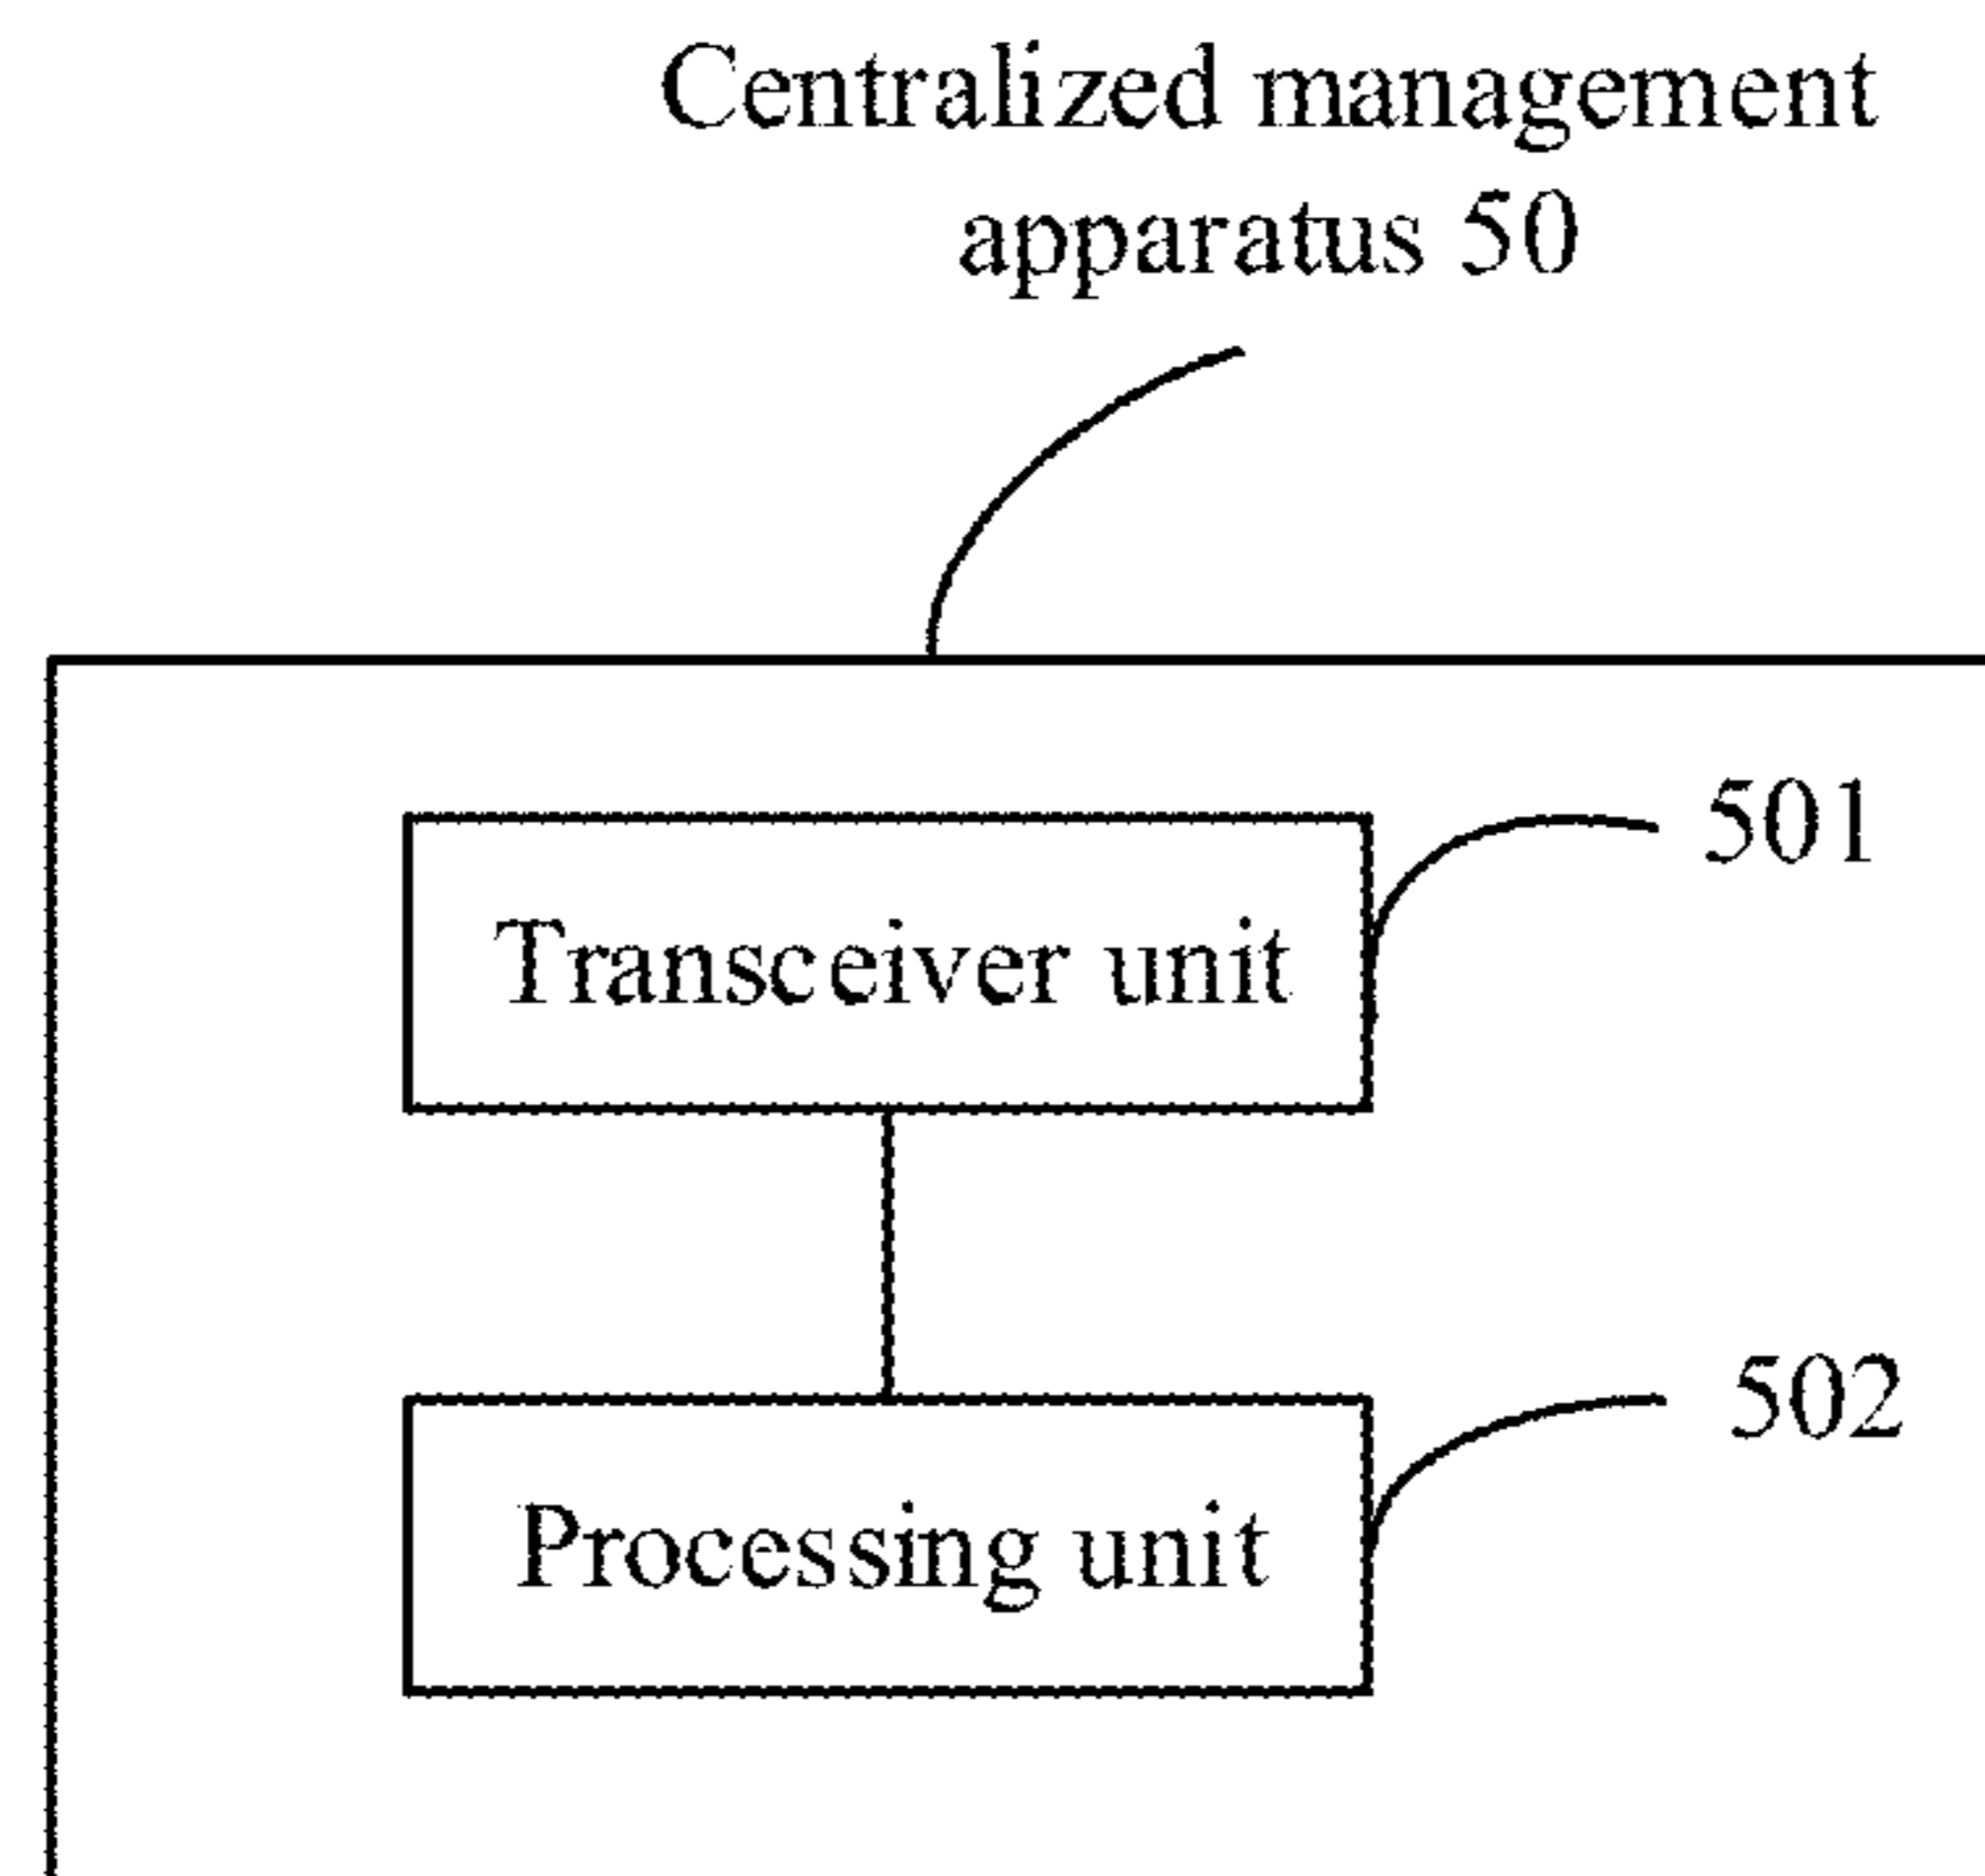 Centralized management
apparatus 50
501
Transceiver unit
502
Processing unit